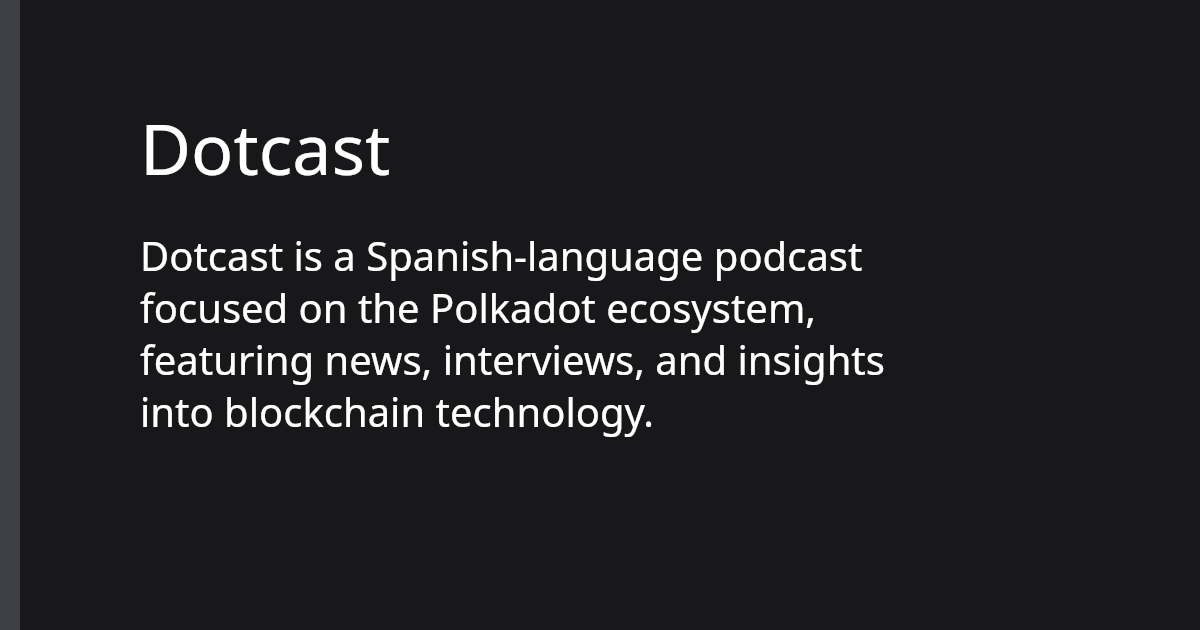 Dotcast
Dotcast is a Spanish-language podcast
focused on the Polkadot ecosystem,
featuring news, interviews, and insights
into blockchain technology.